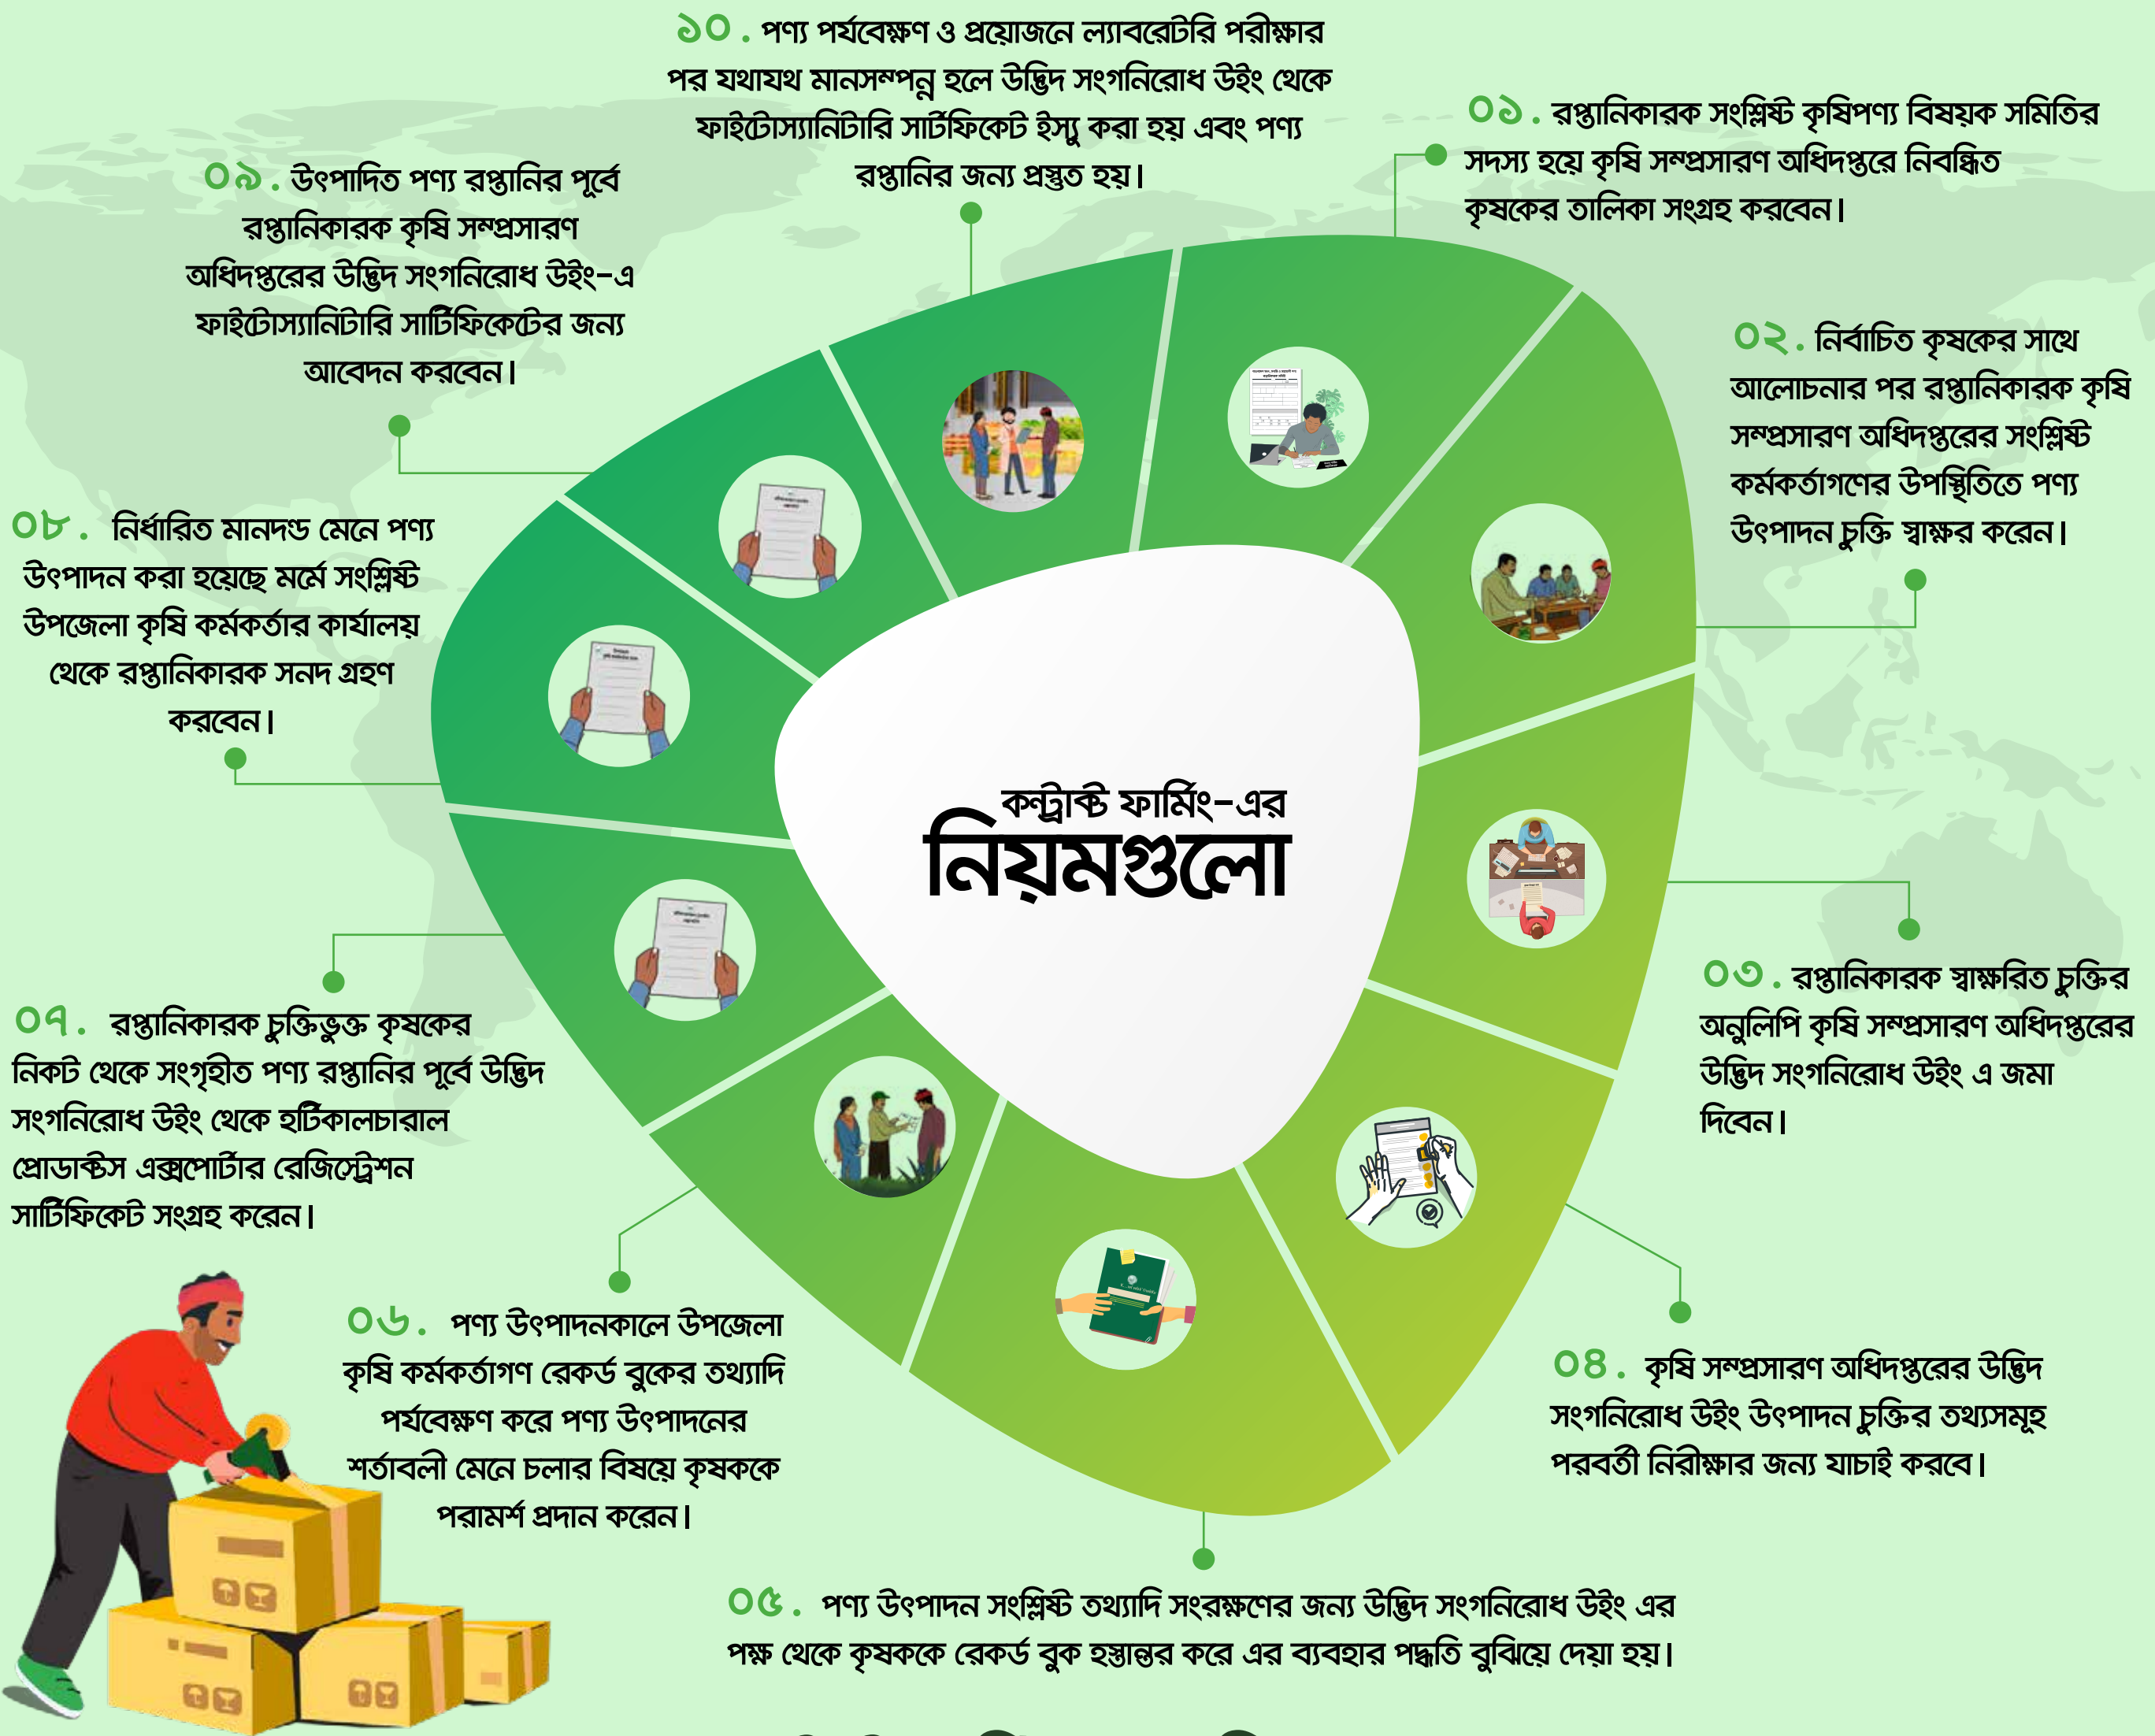 কন্ট্রাক্ট ফার্মিং-এর
নিয়মগুলো
০১. রপ্তানিকারক সংশ্লিষ্ট কৃষিপণ্য বিষয়ক সমিতির
সদস্য হয়ে কৃষি সম্প্রসারণ অধিদপ্তরে নিবন্ধিত
কৃষকের তালিকা সংগ্রহ করবেন।
০২. নির্বাচিত কৃষকের সাথে
আলোচনার পর রপ্তানিকারক কৃষি
সম্প্রসারণ অধিদপ্তরের সংশ্লিষ্ট
কর্মকর্তাগণের উপস্থিতিতে পণ্য
উৎপাদন চুক্তি স্বাক্ষর করেন।
০৩. রপ্তানিকারক স্বাক্ষরিত চুক্তির
অনুলিপি কৃষি সম্প্রসারণ অধিদপ্তরের
উদ্ভিদ সংগনিরোধ উইং এ জমা
দিবেন।
০৪. কৃষি সম্প্রসারণ অধিদপ্তরের উদ্ভিদ
সংগনিরোধ উইং উৎপাদন চুক্তির তথ্যসমূহ
পরবর্তী নিরীক্ষার জন্য যাচাই করবে।
০৫. পণ্য উৎপাদন সংশ্লিষ্ট তথ্যাদি সংরক্ষণের জন্য উদ্ভিদ সংগনিরোধ উইং এর
পক্ষ থেকে কৃষককে রেকর্ড বুক হস্তান্তর করে এর ব্যবহার পদ্ধতি বুঝিয়ে দেয়া হয়।
০৬. পণ্য উৎপাদনকালে উপজেলা
কৃষি কর্মকর্তাগণ রেকর্ড বুকের তথ্যাদি
পর্যবেক্ষণ করে পণ্য উৎপাদনের
শর্তাবলী মেনে চলার বিষয়ে কৃষককে
পরামর্শ প্রদান করেন।
০৭. রপ্তানিকারক চুক্তিভুক্ত কৃষকের
নিকট থেকে সংগৃহীত পণ্য রপ্তানির পূর্বে উদ্ভিদ
সংগনিরোধ উইং থেকে হর্টিকালচারাল
প্রোডাক্টস এক্সপোর্টার রেজিস্ট্রেশন
সার্টিফিকেট সংগ্রহ করেন।
০৮. নির্ধারিত মানদন্ড মেনে পণ্য
উৎপাদন করা হয়েছে মর্মে সংশ্লিষ্ট
উপজেলা কৃষি কর্মকর্তার কার্যালয়
থেকে রপ্তানিকারক সনদ গ্রহণ
করবেন।
০৯. উৎপাদিত পণ্য রপ্তানির পূর্বে
রপ্তানিকারক কৃষি সম্প্রসারণ
অধিদপ্তরের উদ্ভিদ সংগনিরোধ উইং-এ
ফাইটোস্যানিটারি সার্টিফিকেটের জন্য
আবেদন করবেন।
১০. পণ্য পর্যবেক্ষণ ও প্রয়োজনে ল্যাবরেটরি পরীক্ষার
পর যথাযথ মানসম্পন্ন হলে উদ্ভিদ সংগনিরোধ উইং থেকে
ফাইটোস্যানিটারি সার্টিফিকেট ইস্যু করা হয় এবং পণ্য
রপ্তানির জন্য প্রস্তুত হয়।